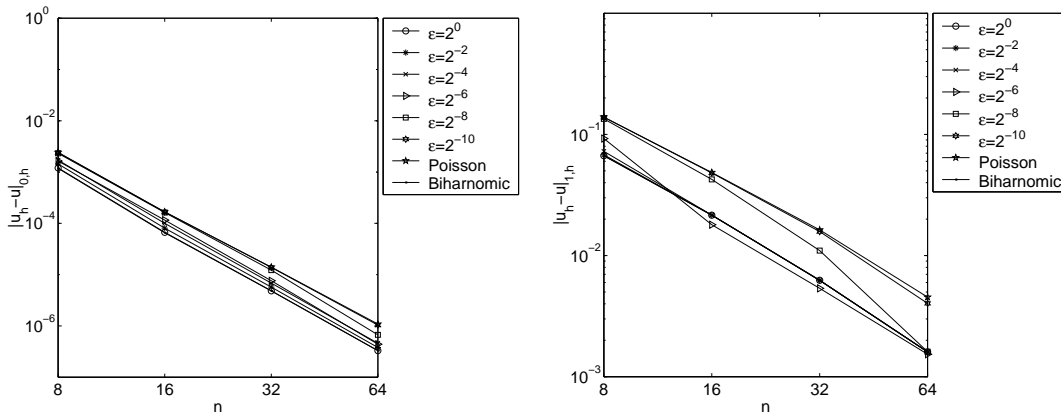 10^0
10^-2
10^-4
10^-6
8
16
32
64
n
|u_h-u|_0,h
ε=2^0
ε=2^-2
ε=2^-4
ε=2^-6
ε=2^-8
ε=2^-10
Poisson
Biharnomic
10^-1
10^-2
10^-3
8
16
32
64
n
|u_h-u|_1,h
ε=2^0
ε=2^-2
ε=2^-4
ε=2^-6
ε=2^-8
ε=2^-10
Poisson
Biharnomic